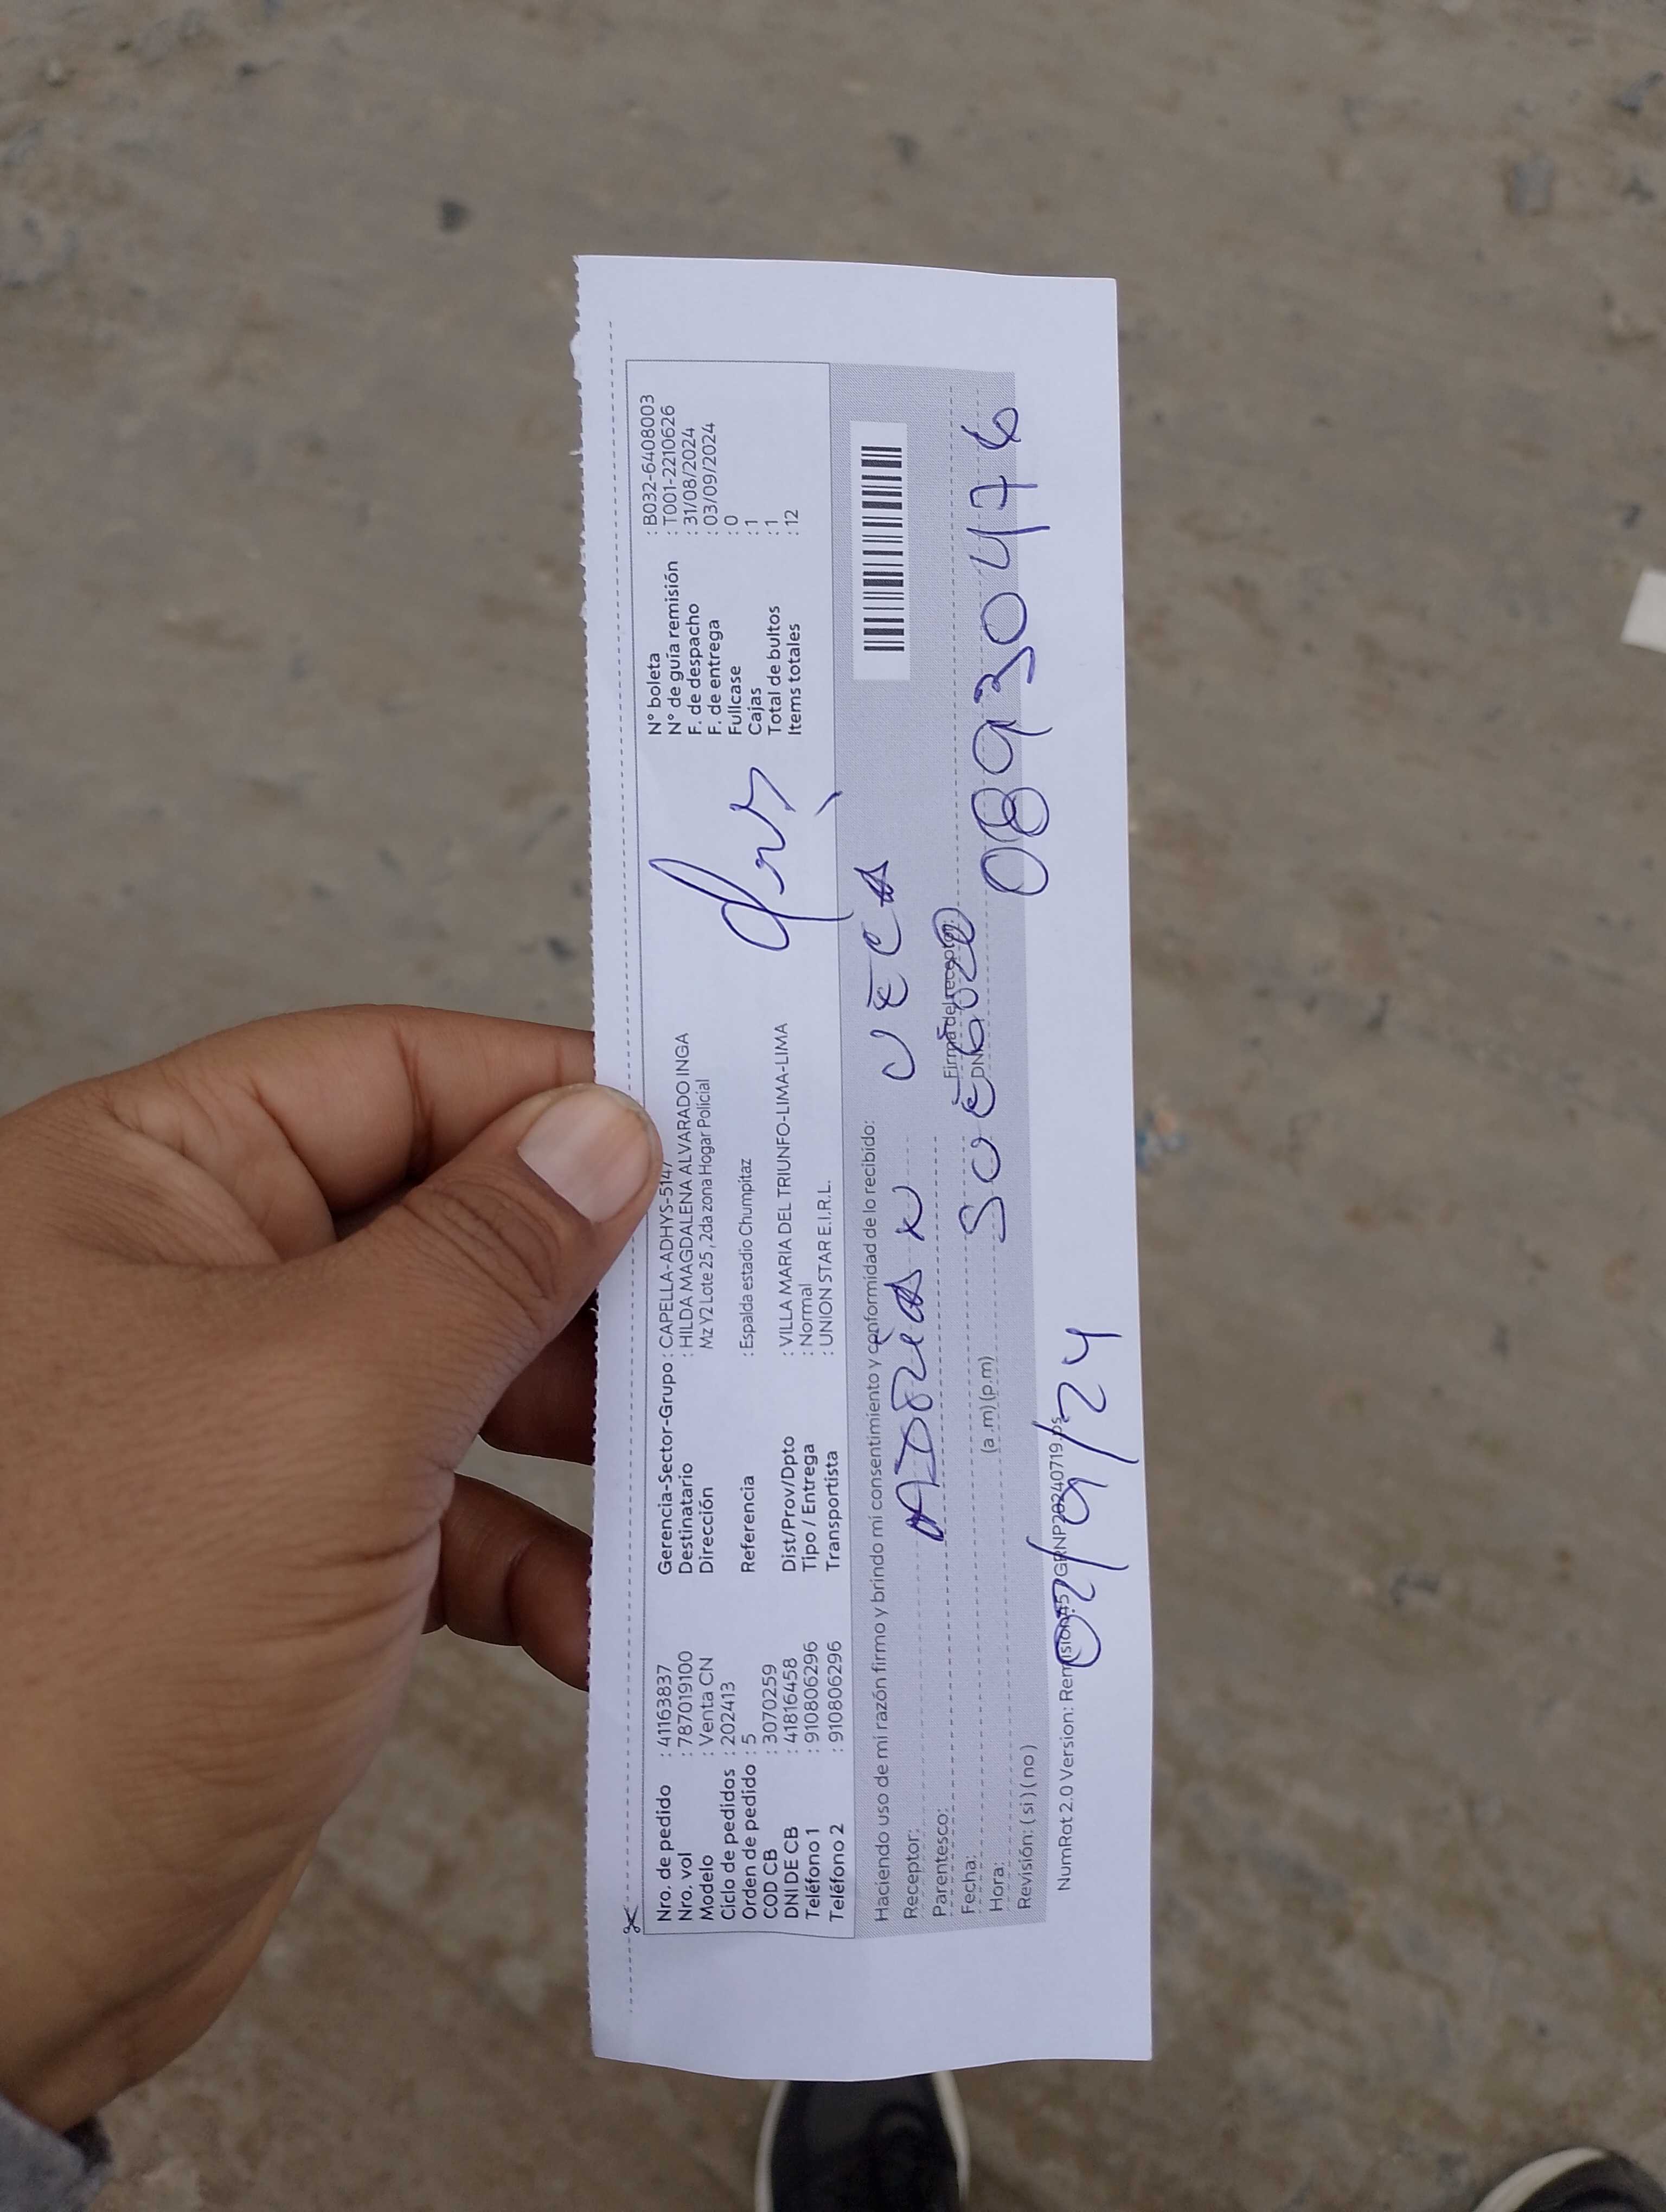 Nro. de pedido : 41163837
Nro. vol : 787019100
Modelo : Venta CN
Ciclo de pedidos : 202413
Orden de pedido : 5
COD CB : 3070259
DNI DE CB : 41816458
Teléfono 1 : 910806296
Teléfono 2 : 910806296
Gerencia-Sector-Grupo : CAPELLA-ADHYS-5147
Destinatario : HILDA MAGDALENA ALVARADO INGA
Dirección Mz Y2 Lote 25 , 2da zona Hogar Policial
Referencia : Espalda estadio Chumpitaz
Dist/Prov/Dpto : VILLA MARIA DEL TRIUNFO-LIMA-LIMA
Tipo / Entrega : Normal
Transportista : UNION STAR E.I.R.L.
N° boleta : B032-6408003
N° de guía remisión : T001-2210626
F. de despacho : 31/08/2024
F. de entrega : 03/09/2024
Fullcase : 0
Cajas : 1
Total de bultos : 1
Items totales : 12
Haciendo uso de mi razón firmo y brindo mi consentimiento y conformidad de lo recibido:
Receptor:
Parentesco:
Firma del receptor:
Fecha:
DNI
Hora: (a .m) (p.m)
08930476
Revisión: ( si ) ( no )
NumRot 2.0 Version: Remision45 GRNP20240719.ps
02/9/24